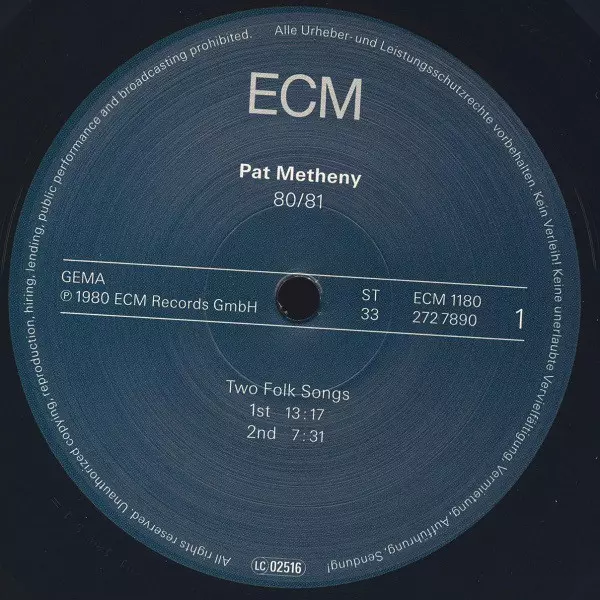 ECM
Pat Metheny
80/81
GEMA
℗ 1980 ECM Records GmbH
ST
33
ECM 1180
272 7890
1
Two Folk Songs
1st 13:17
2nd 7:31
Alle Urheber- und Leistungsschutzrechte vorbehalten. Kein Verleih! Keine unerlaubte Vervielfältigung, Vermietung, Aufführung, Sendung!
LC 02516
All rights reserved. Unauthorized copying, reproduction, hiring, lending, public performance and broadcasting prohibited.